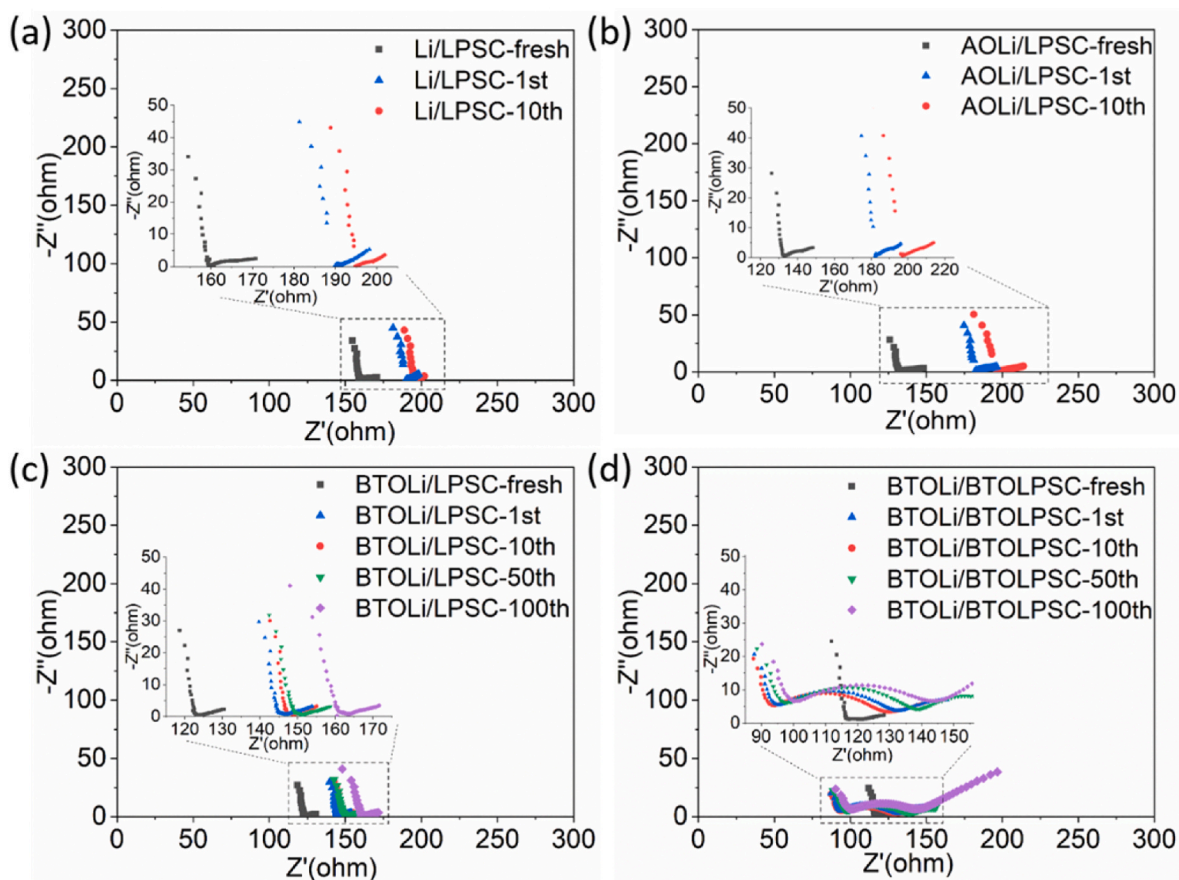 (a)
300
250
200
150
100
50
0
-Z"(ohm)
Li/LPSC-fresh
Li/LPSC-1st
Li/LPSC-10th
50
40
30
20
10
0
-Z"(ohm)
160 170 180 190 200
Z'(ohm)
0 50 100 150 200 250 300
Z'(ohm)
(b)
300
250
200
150
100
50
0
-Z"(ohm)
AOLi/LPSC-fresh
AOLi/LPSC-1st
AOLi/LPSC-10th
50
40
30
20
10
0
-Z"(ohm)
120 140 160 180 200 220
Z'(ohm)
0 50 100 150 200 250 300
Z'(ohm)
(c)
300
250
200
150
100
50
0
-Z"(ohm)
BTOLi/LPSC-fresh
BTOLi/LPSC-1st
BTOLi/LPSC-10th
BTOLi/LPSC-50th
BTOLi/LPSC-100th
50
40
30
20
10
0
-Z"(ohm)
120 130 140 150 160 170
Z'(ohm)
0 50 100 150 200 250 300
Z'(ohm)
(d)
300
250
200
150
100
50
0
-Z"(ohm)
BTOLi/BTOLPSC-fresh
BTOLi/BTOLPSC-1st
BTOLi/BTOLPSC-10th
BTOLi/BTOLPSC-50th
BTOLi/BTOLPSC-100th
50
40
30
20
10
0
-Z"(ohm)
90 100 110 120 130 140 150
Z'(ohm)
0 50 100 150 200 250 300
Z'(ohm)